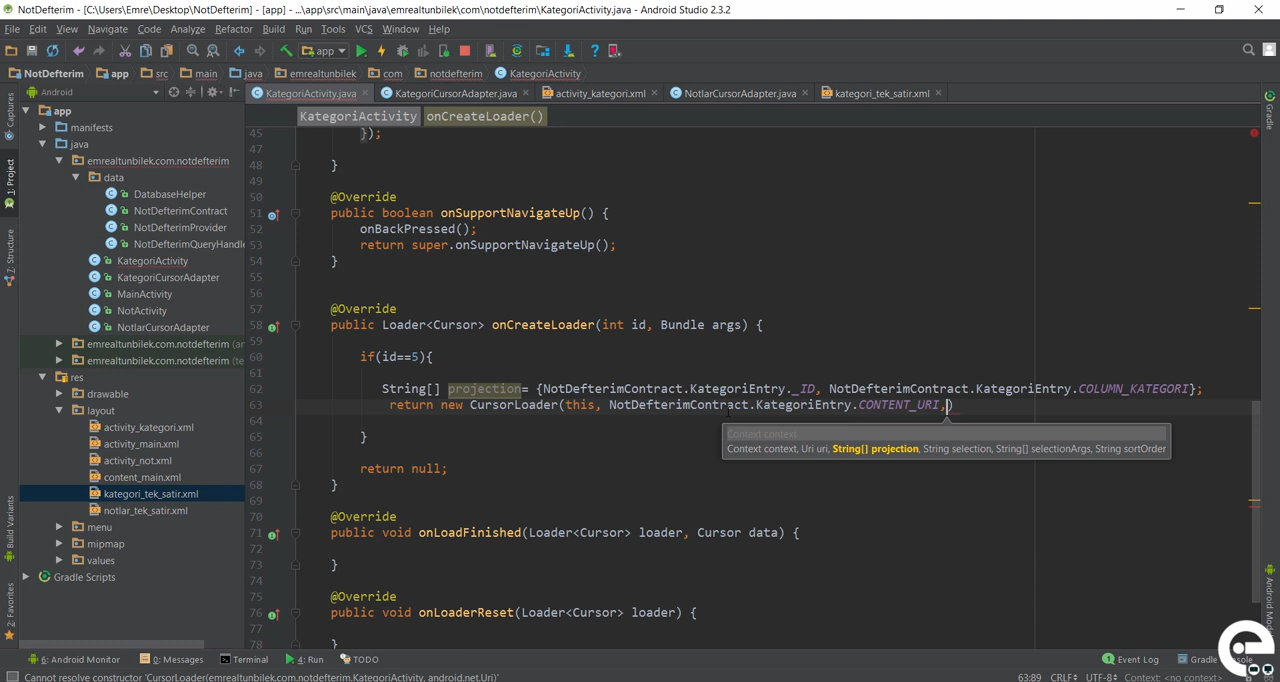 NotDefterim - [C:\Users\Emre\Desktop\NotDefterim] - [app] - ...\app\src\main\java\emrealtunbilek\com\notdefterim\KategoriActivity.java - Android Studio 2.3.2
File Edit View Navigate Code Analyze Refactor Build Run Tools VCS Window Help
app
NotDefterim app src main java emrealtunbilek com notdefterim KategoriActivity
Android
KategoriActivity.java KategoriCursorAdapter.java activity_kategori.xml NotlarCursorAdapter.java kategori_tek_satir.xml
KategoriActivity onCreateLoader()
Captures
1: Project
7: Structure
Build Variants
2: Favorites
app
manifests
java
emrealtunbilek.com.notdefterim
data
DatabaseHelper
NotDefterimContract
NotDefterimProvider
NotDefterimQueryHandle
KategoriActivity
KategoriCursorAdapter
MainActivity
NotActivity
NotlarCursorAdapter
emrealtunbilek.com.notdefterim (ar
emrealtunbilek.com.notdefterim (te
res
drawable
layout
activity_kategori.xml
activity_main.xml
activity_not.xml
content_main.xml
kategori_tek_satir.xml
notlar_tek_satir.xml
menu
mipmap
values
Gradle Scripts
45 });
47
48 }
49
50 @Override
51 public boolean onSupportNavigateUp() {
52 onBackPressed();
53 return super.onSupportNavigateUp();
54 }
55
56
57 @Override
58 public Loader<Cursor> onCreateLoader(int id, Bundle args) {
59
60 if(id==5){
61
62 String[] projection= {NotDefterimContract.KategoriEntry._ID, NotDefterimContract.KategoriEntry.COLUMN_KATEGORI};
63 return new CursorLoader(this, NotDefterimContract.KategoriEntry.CONTENT_URI,)
64
65 }
66
67 return null;
68 }
69
70 @Override
71 public void onLoadFinished(Loader<Cursor> loader, Cursor data) {
72
73 }
74
75 @Override
76 public void onLoaderReset(Loader<Cursor> loader) {
77
78 }
Context context
Context context, Uri uri, String[] projection, String selection, String[] selectionArgs, String sortOrder
Gradle
6: Android Monitor 0: Messages Terminal 4: Run TODO Event Log Gradle
Cannot resolve constructor 'CursorLoader(emrealtunbilek.com.notdefterim.KategoriActivity, android.net.Uri)' 63:89 CRLF UTF-8 Context: <no context>